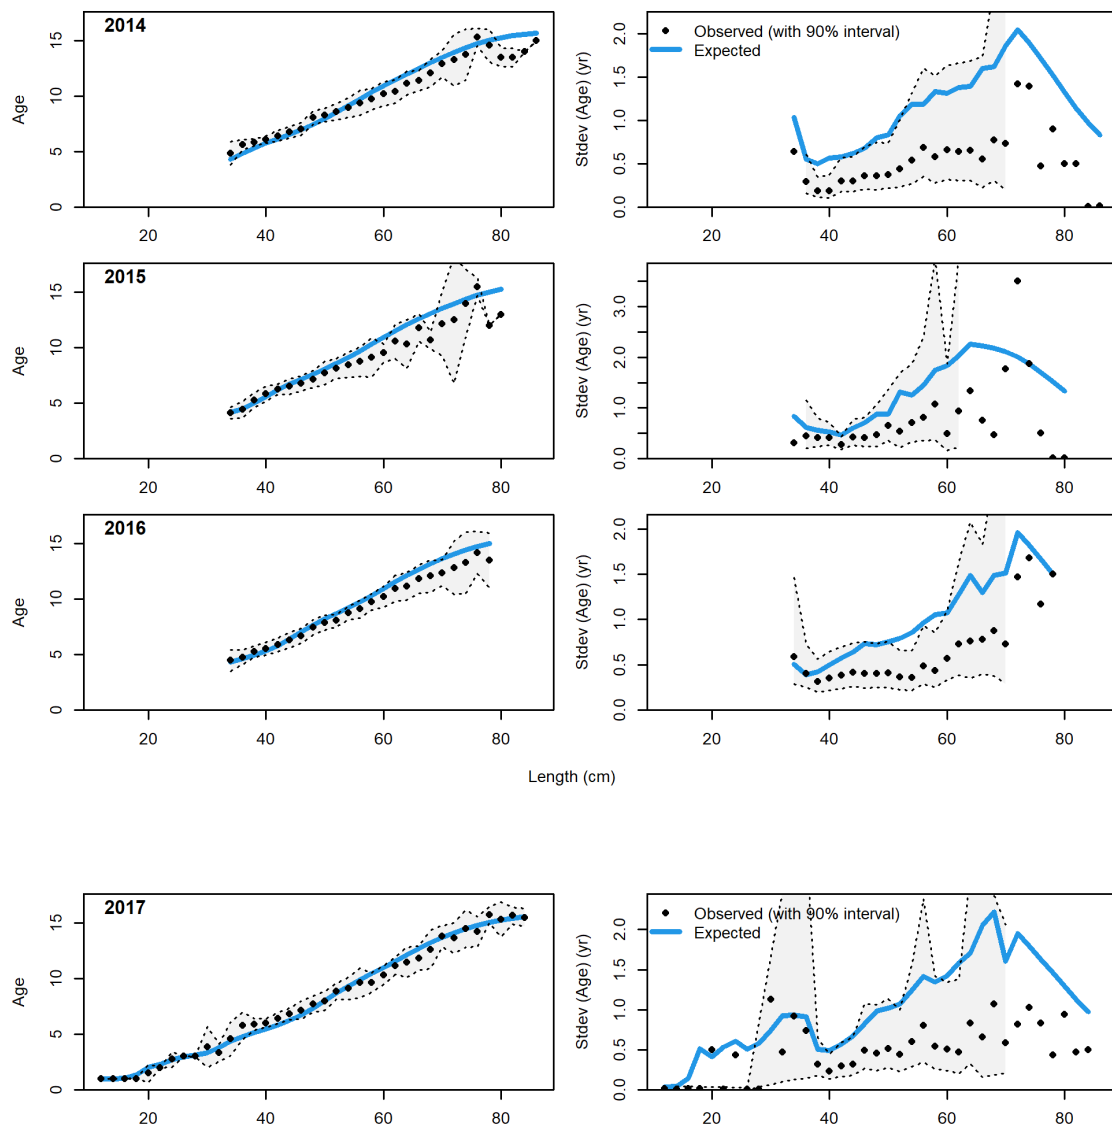 2014
Age
0 5 10 15
20 40 60 80
Observed (with 90% interval)
Expected
Stdev (Age) (yr)
0.0 0.5 1.0 1.5 2.0
20 40 60 80
2015
Age
0 5 10 15
20 40 60 80
Stdev (Age) (yr)
0.0 1.0 2.0 3.0
20 40 60 80
2016
Age
0 5 10 15
20 40 60 80
Stdev (Age) (yr)
0.0 0.5 1.0 1.5 2.0
20 40 60 80
Length (cm)
2017
Age
0 5 10 15
20 40 60 80
Observed (with 90% interval)
Expected
Stdev (Age) (yr)
0.0 0.5 1.0 1.5 2.0
20 40 60 80